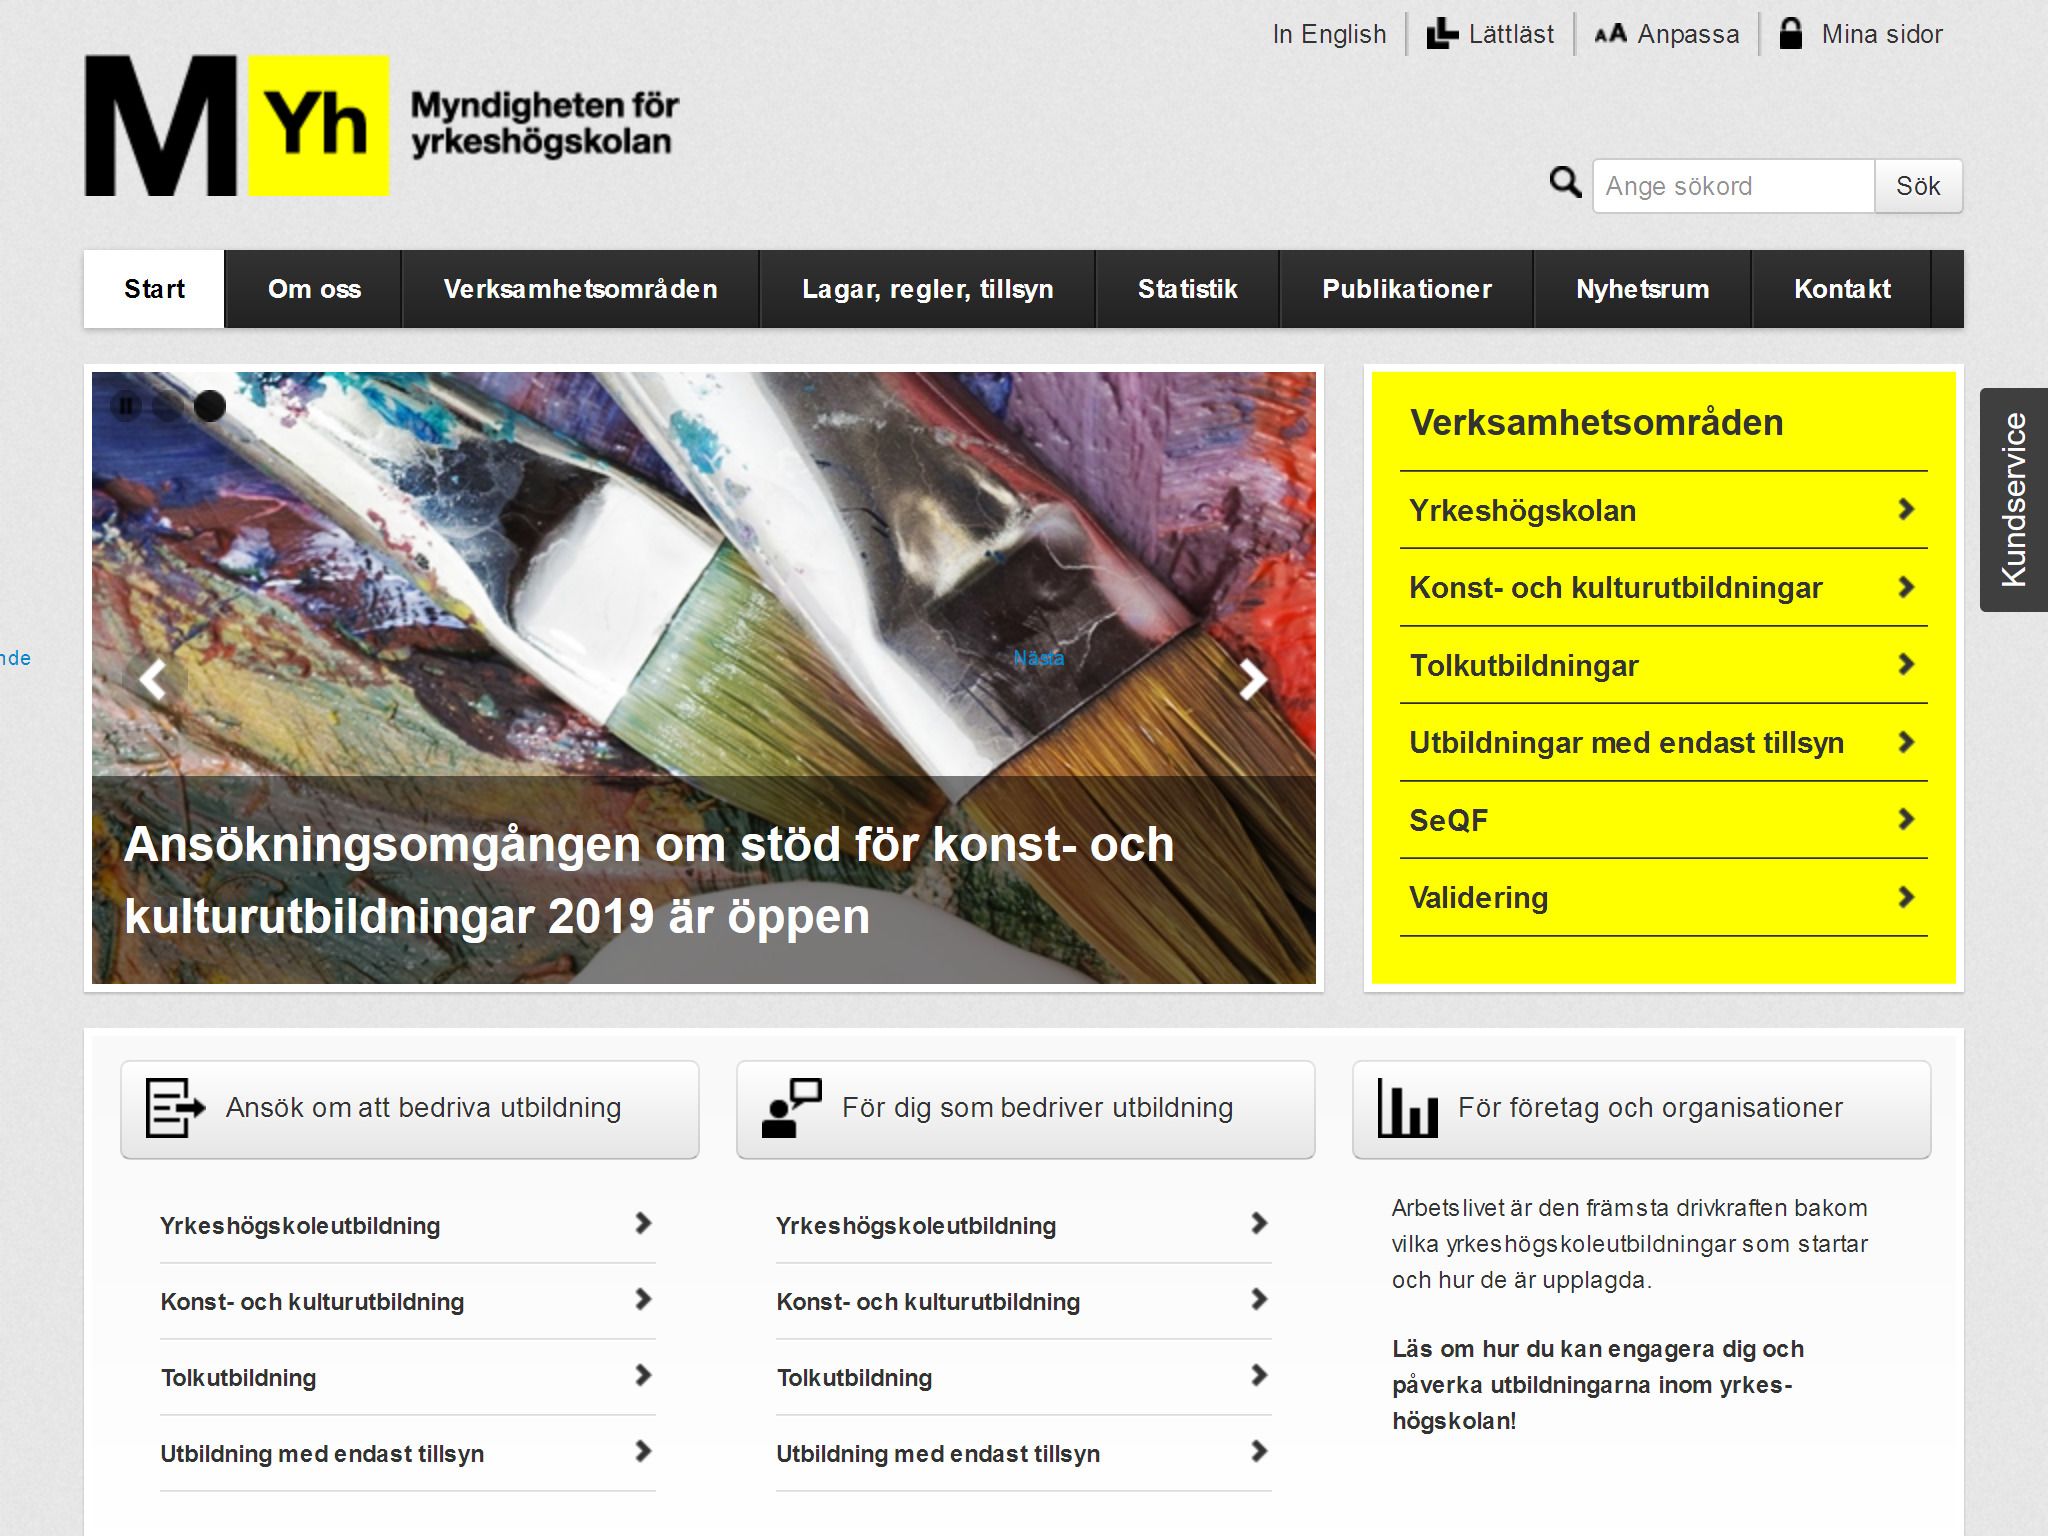 In English
Lättläst
AA Anpassa
Mina sidor
M Yh
Myndigheten för
yrkeshögskolan
Ange sökord
Sök
Start
Om oss
Verksamhetsområden
Lagar, regler, tillsyn
Statistik
Publikationer
Nyhetsrum
Kontakt
nde
Nästa
Ansökningsomgången om stöd för konst- och
kulturutbildningar 2019 är öppen
Verksamhetsområden
Yrkeshögskolan
Konst- och kulturutbildningar
Tolkutbildningar
Utbildningar med endast tillsyn
SeQF
Validering
Kundservice
Ansök om att bedriva utbildning
Yrkeshögskoleutbildning
Konst- och kulturutbildning
Tolkutbildning
Utbildning med endast tillsyn
För dig som bedriver utbildning
Yrkeshögskoleutbildning
Konst- och kulturutbildning
Tolkutbildning
Utbildning med endast tillsyn
För företag och organisationer
Arbetslivet är den främsta drivkraften bakom
vilka yrkeshögskoleutbildningar som startar
och hur de är upplagda.
Läs om hur du kan engagera dig och
påverka utbildningarna inom yrkes-
högskolan!